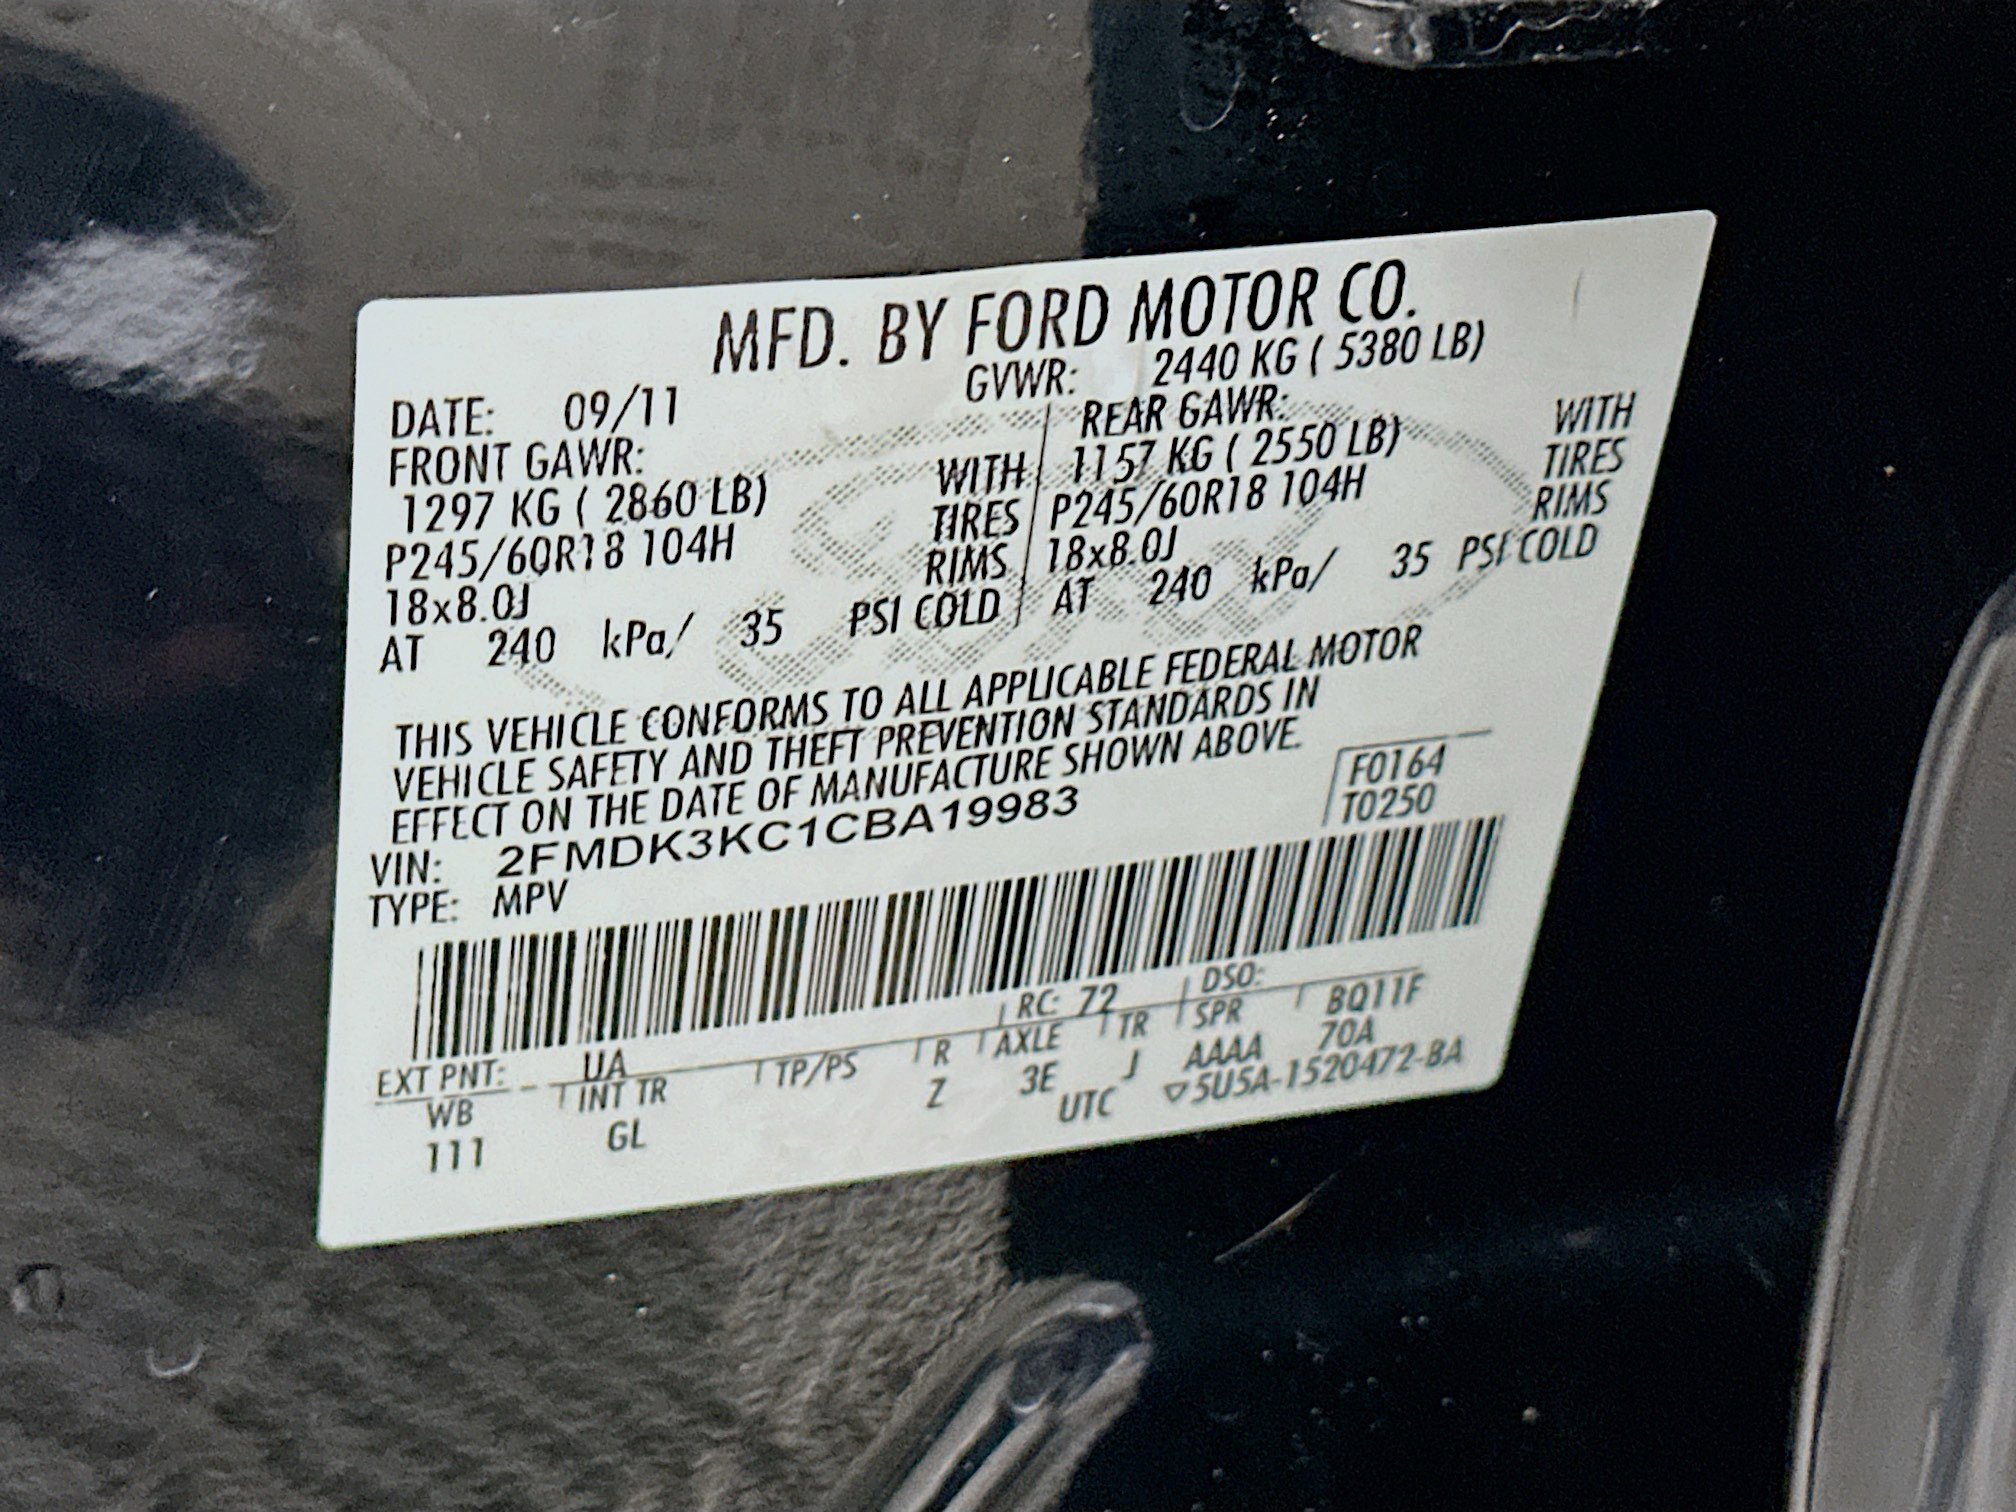 MFD. BY FORD MOTOR CO.
DATE: 09/11 GVWR: 2440 KG ( 5380 LB)
FRONT GAWR: REAR GAWR:
1297 KG ( 2860 LB) WITH 1157 KG ( 2550 LB) WITH
P245/60R18 104H TIRES P245/60R18 104H TIRES
18x8.0J RIMS 18x8.0J RIMS
AT 240 kPa/ 35 PSI COLD AT 240 kPa/ 35 PSI COLD
THIS VEHICLE CONFORMS TO ALL APPLICABLE FEDERAL MOTOR
VEHICLE SAFETY AND THEFT PREVENTION STANDARDS IN
EFFECT ON THE DATE OF MANUFACTURE SHOWN ABOVE.
VIN: 2FMDK3KC1CBA19983 F0164
TYPE: MPV T0250
EXT PNT: UA RC: 72 DSO:
WB INT TR TP/PS R AXLE TR SPR BQ11F
111 GL Z 3E J AAAA 70A
UTC ▽5U5A-1520472-BA